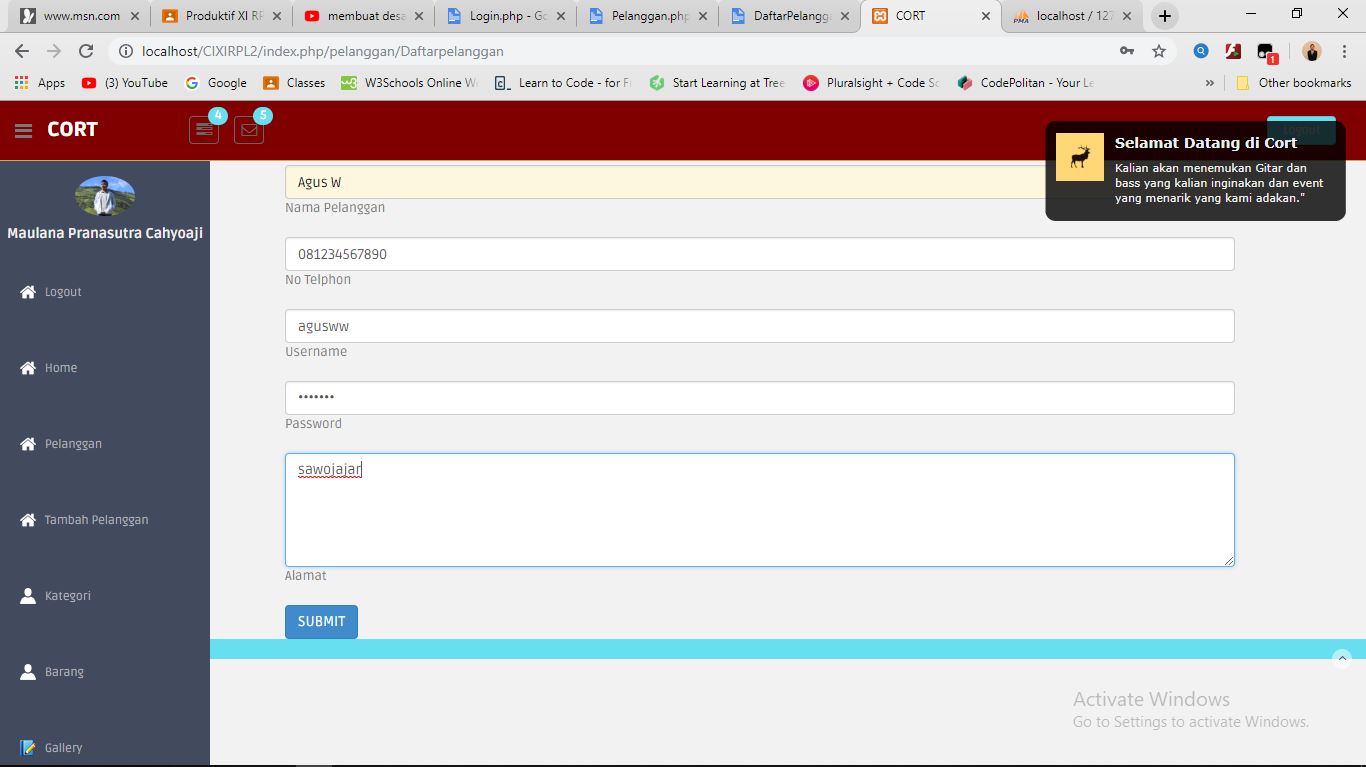 www.msn.com
Produktif XI RP
membuat desa
Login.php - Go
Pelanggan.php
DaftarPelangga
CORT
localhost / 127
localhost/CIXIRPL2/index.php/pelanggan/Daftarpelanggan
1
Apps
(3) YouTube
Google
Classes
W3Schools Online W
Learn to Code - for F
Start Learning at Tree
Pluralsight + Code Sc
CodePolitan - Your Le
»
Other bookmarks
CORT
4
5
Logout
Selamat Datang di Cort
Kalian akan menemukan Gitar dan
bass yang kalian inginakan dan event
yang menarik yang kami adakan."
Maulana Pranasutra Cahyoaji
Logout
Home
Pelanggan
Tambah Pelanggan
Kategori
Barang
Gallery
Agus W
Nama Pelanggan
081234567890
No Telphon
agusww
Username
•••••••
Password
sawojajar
Alamat
SUBMIT
Activate Windows
Go to Settings to activate Windows.